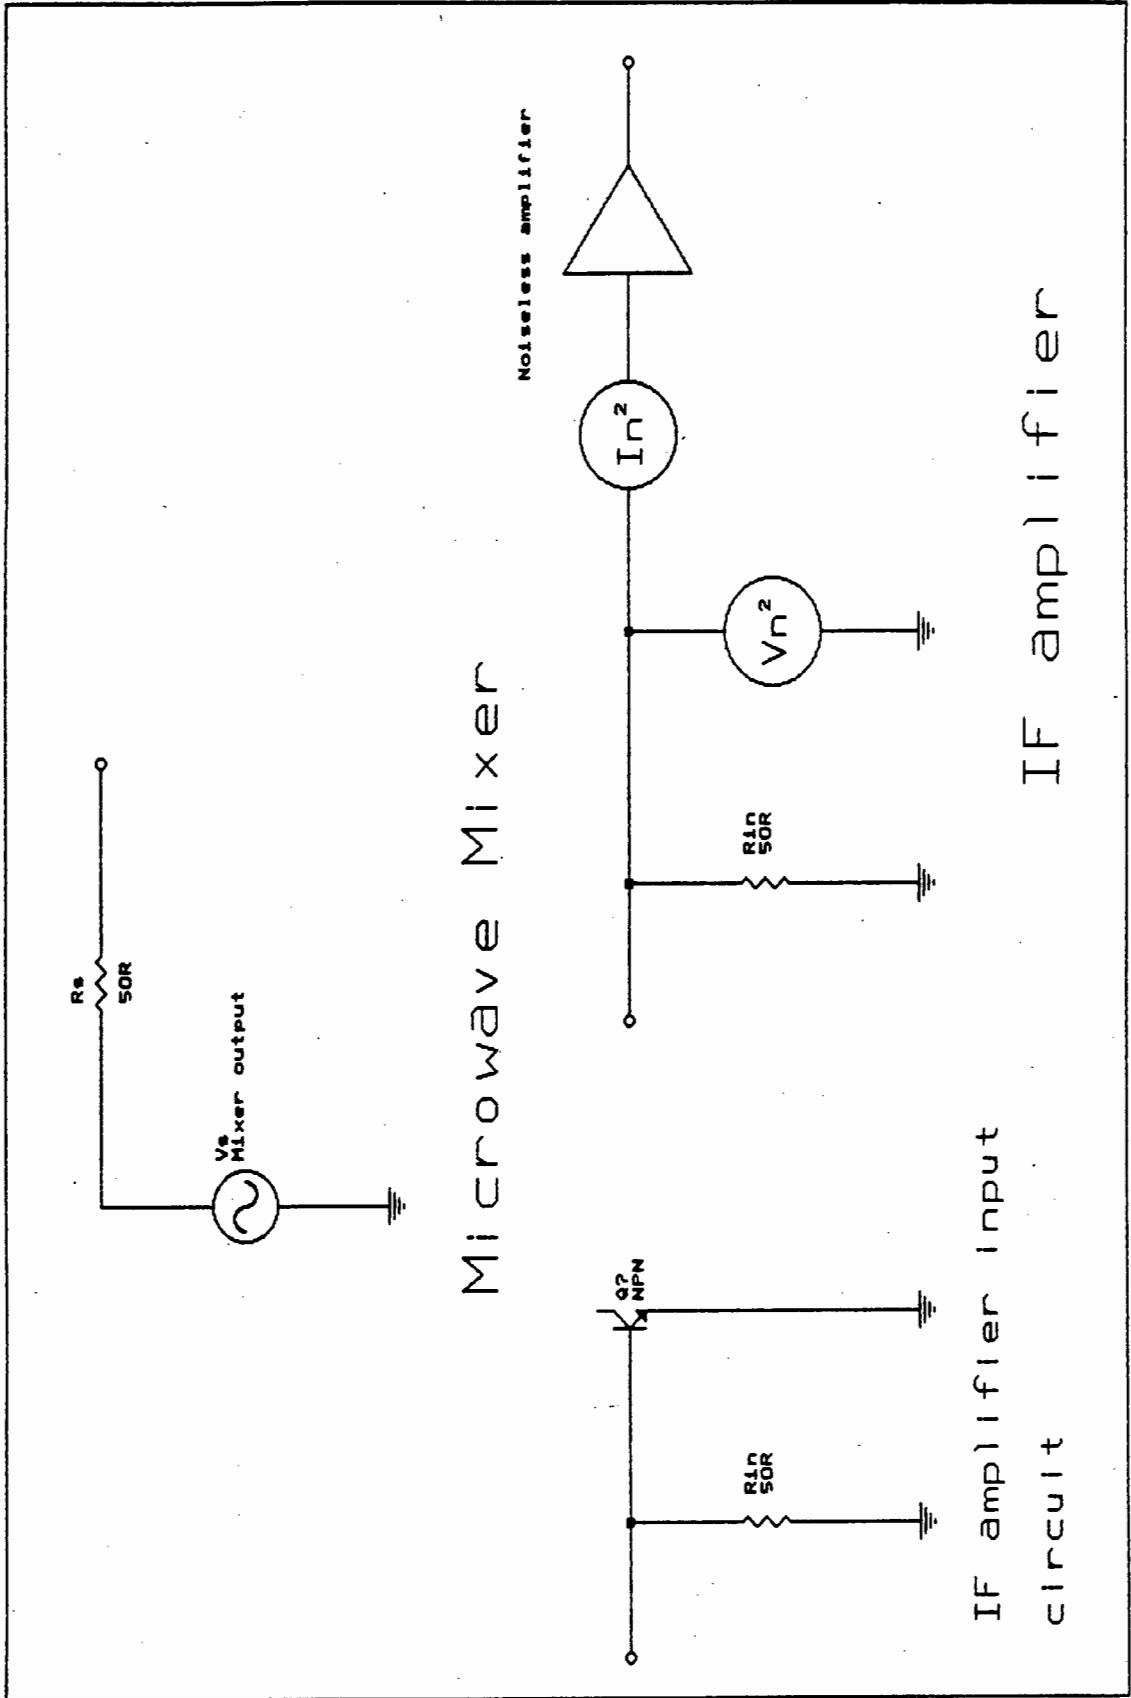 Rs
50R
Vs
Mixer output
Microwave Mixer
Q?
NPN
Rin
50R
IF amplifier input
circuit
Rin
50R
Vn²
In²
Noiseless amplifier
IF amplifier